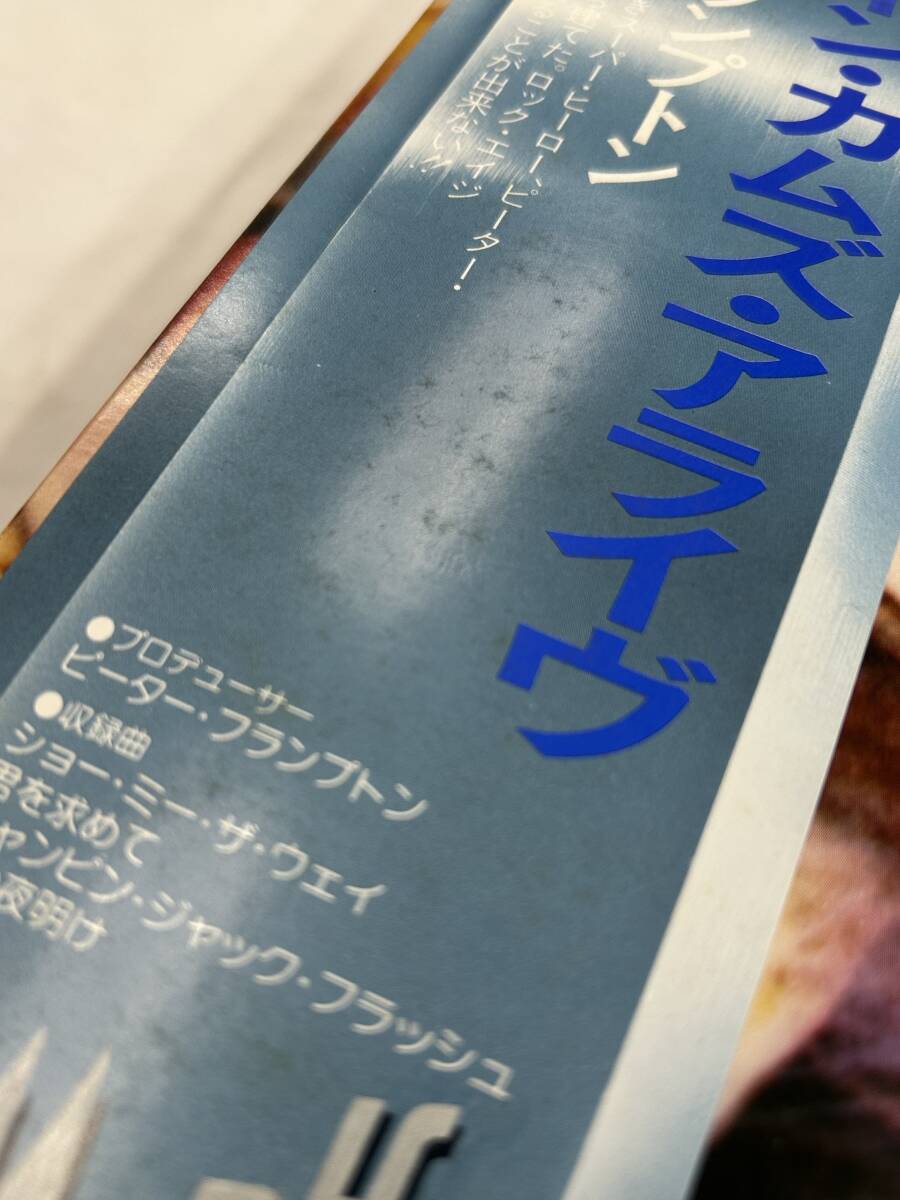 ン・カムズ・アライヴ
ンプトン
スーパー・ヒーロー、ピーター・
てた。ロック・エイジ
ことが出来ない!!
●プロデューサー
ピーター・フランプトン
●収録曲
ショー・ミー・ザ・ウェイ
君を求めて
ャンピン・ジャック・フラッシュ
夜明け